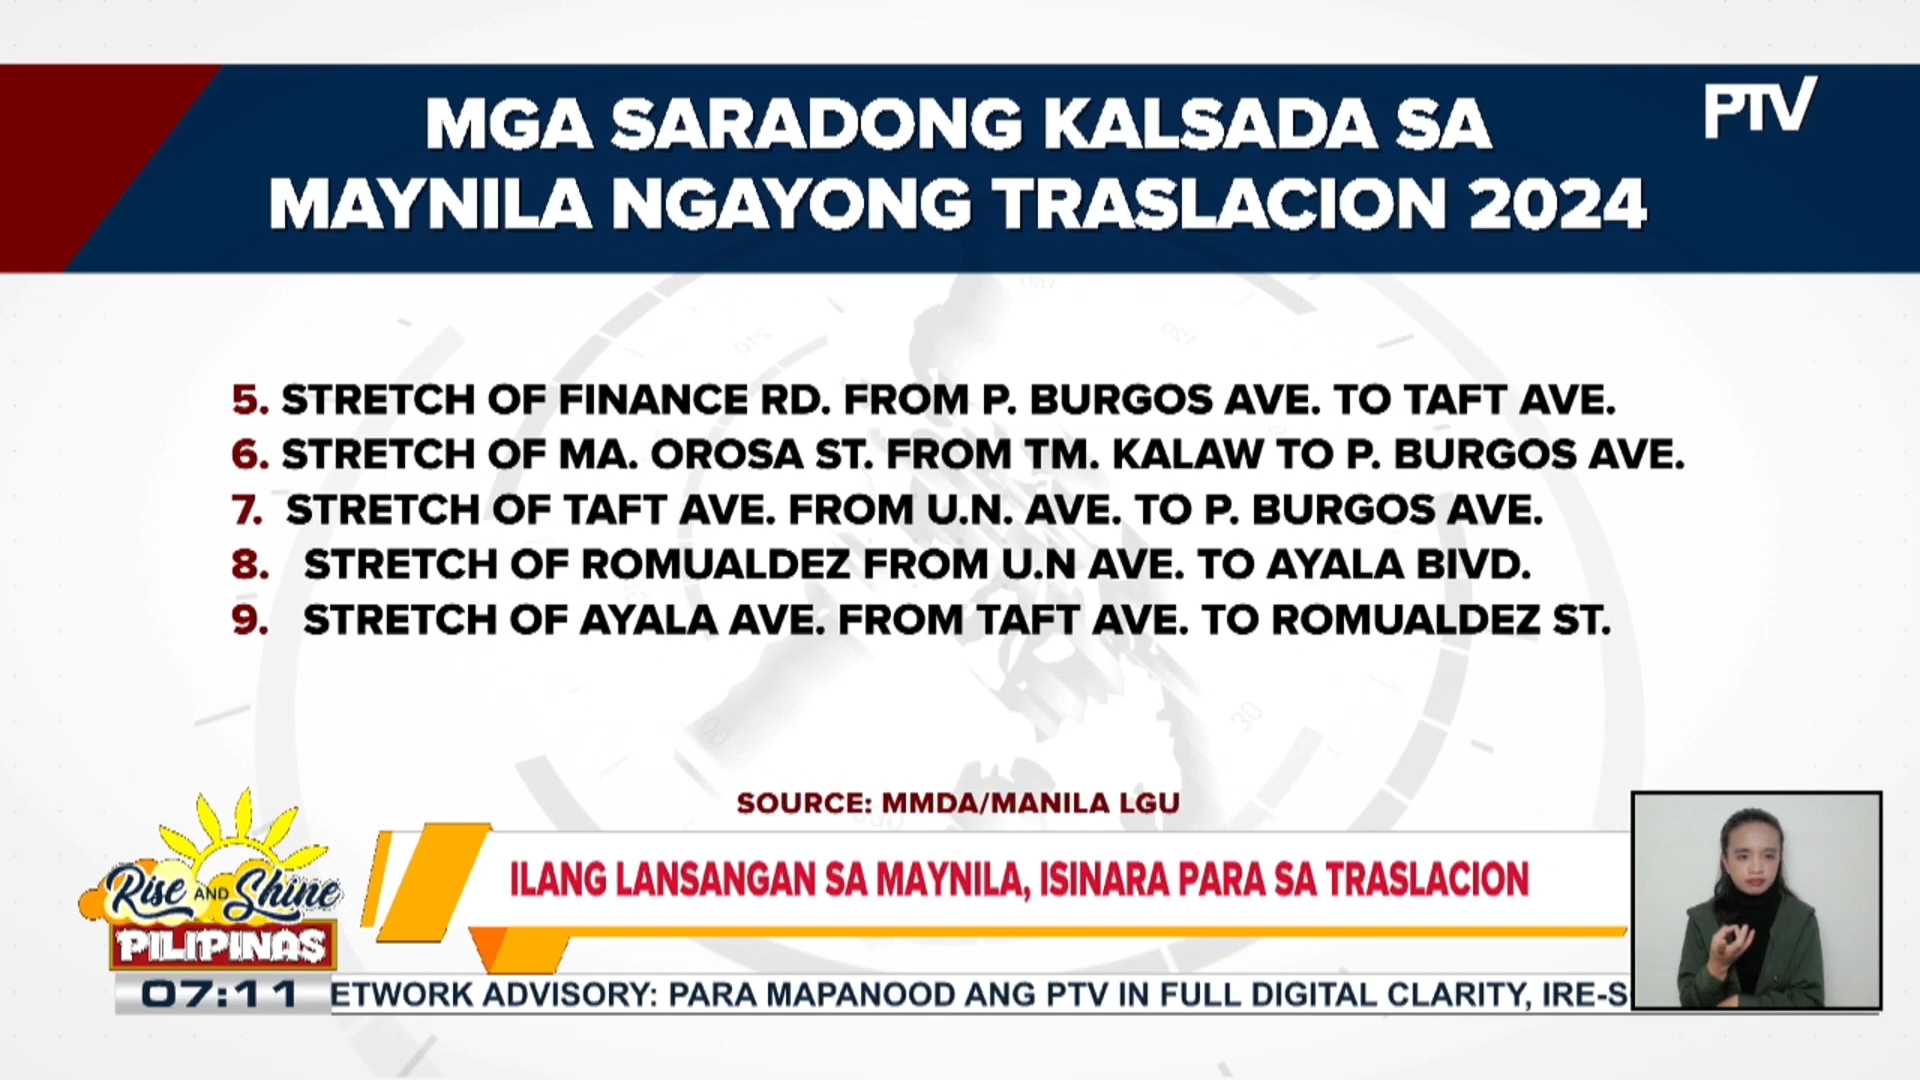 MGA SARADONG KALSADA SA
MAYNILA NGAYONG TRASLACION 2024
PTV
5. STRETCH OF FINANCE RD. FROM P. BURGOS AVE. TO TAFT AVE.
6. STRETCH OF MA. OROSA ST. FROM TM. KALAW TO P. BURGOS AVE.
7. STRETCH OF TAFT AVE. FROM U.N. AVE. TO P. BURGOS AVE.
8. STRETCH OF ROMUALDEZ FROM U.N AVE. TO AYALA BIVD.
9. STRETCH OF AYALA AVE. FROM TAFT AVE. TO ROMUALDEZ ST.
SOURCE: MMDA/MANILA LGU
ILANG LANSANGAN SA MAYNILA, ISINARA PARA SA TRASLACION
Rise AND Shine
PILIPINAS
07:11
ETWORK ADVISORY: PARA MAPANOOD ANG PTV IN FULL DIGITAL CLARITY, IRE-S